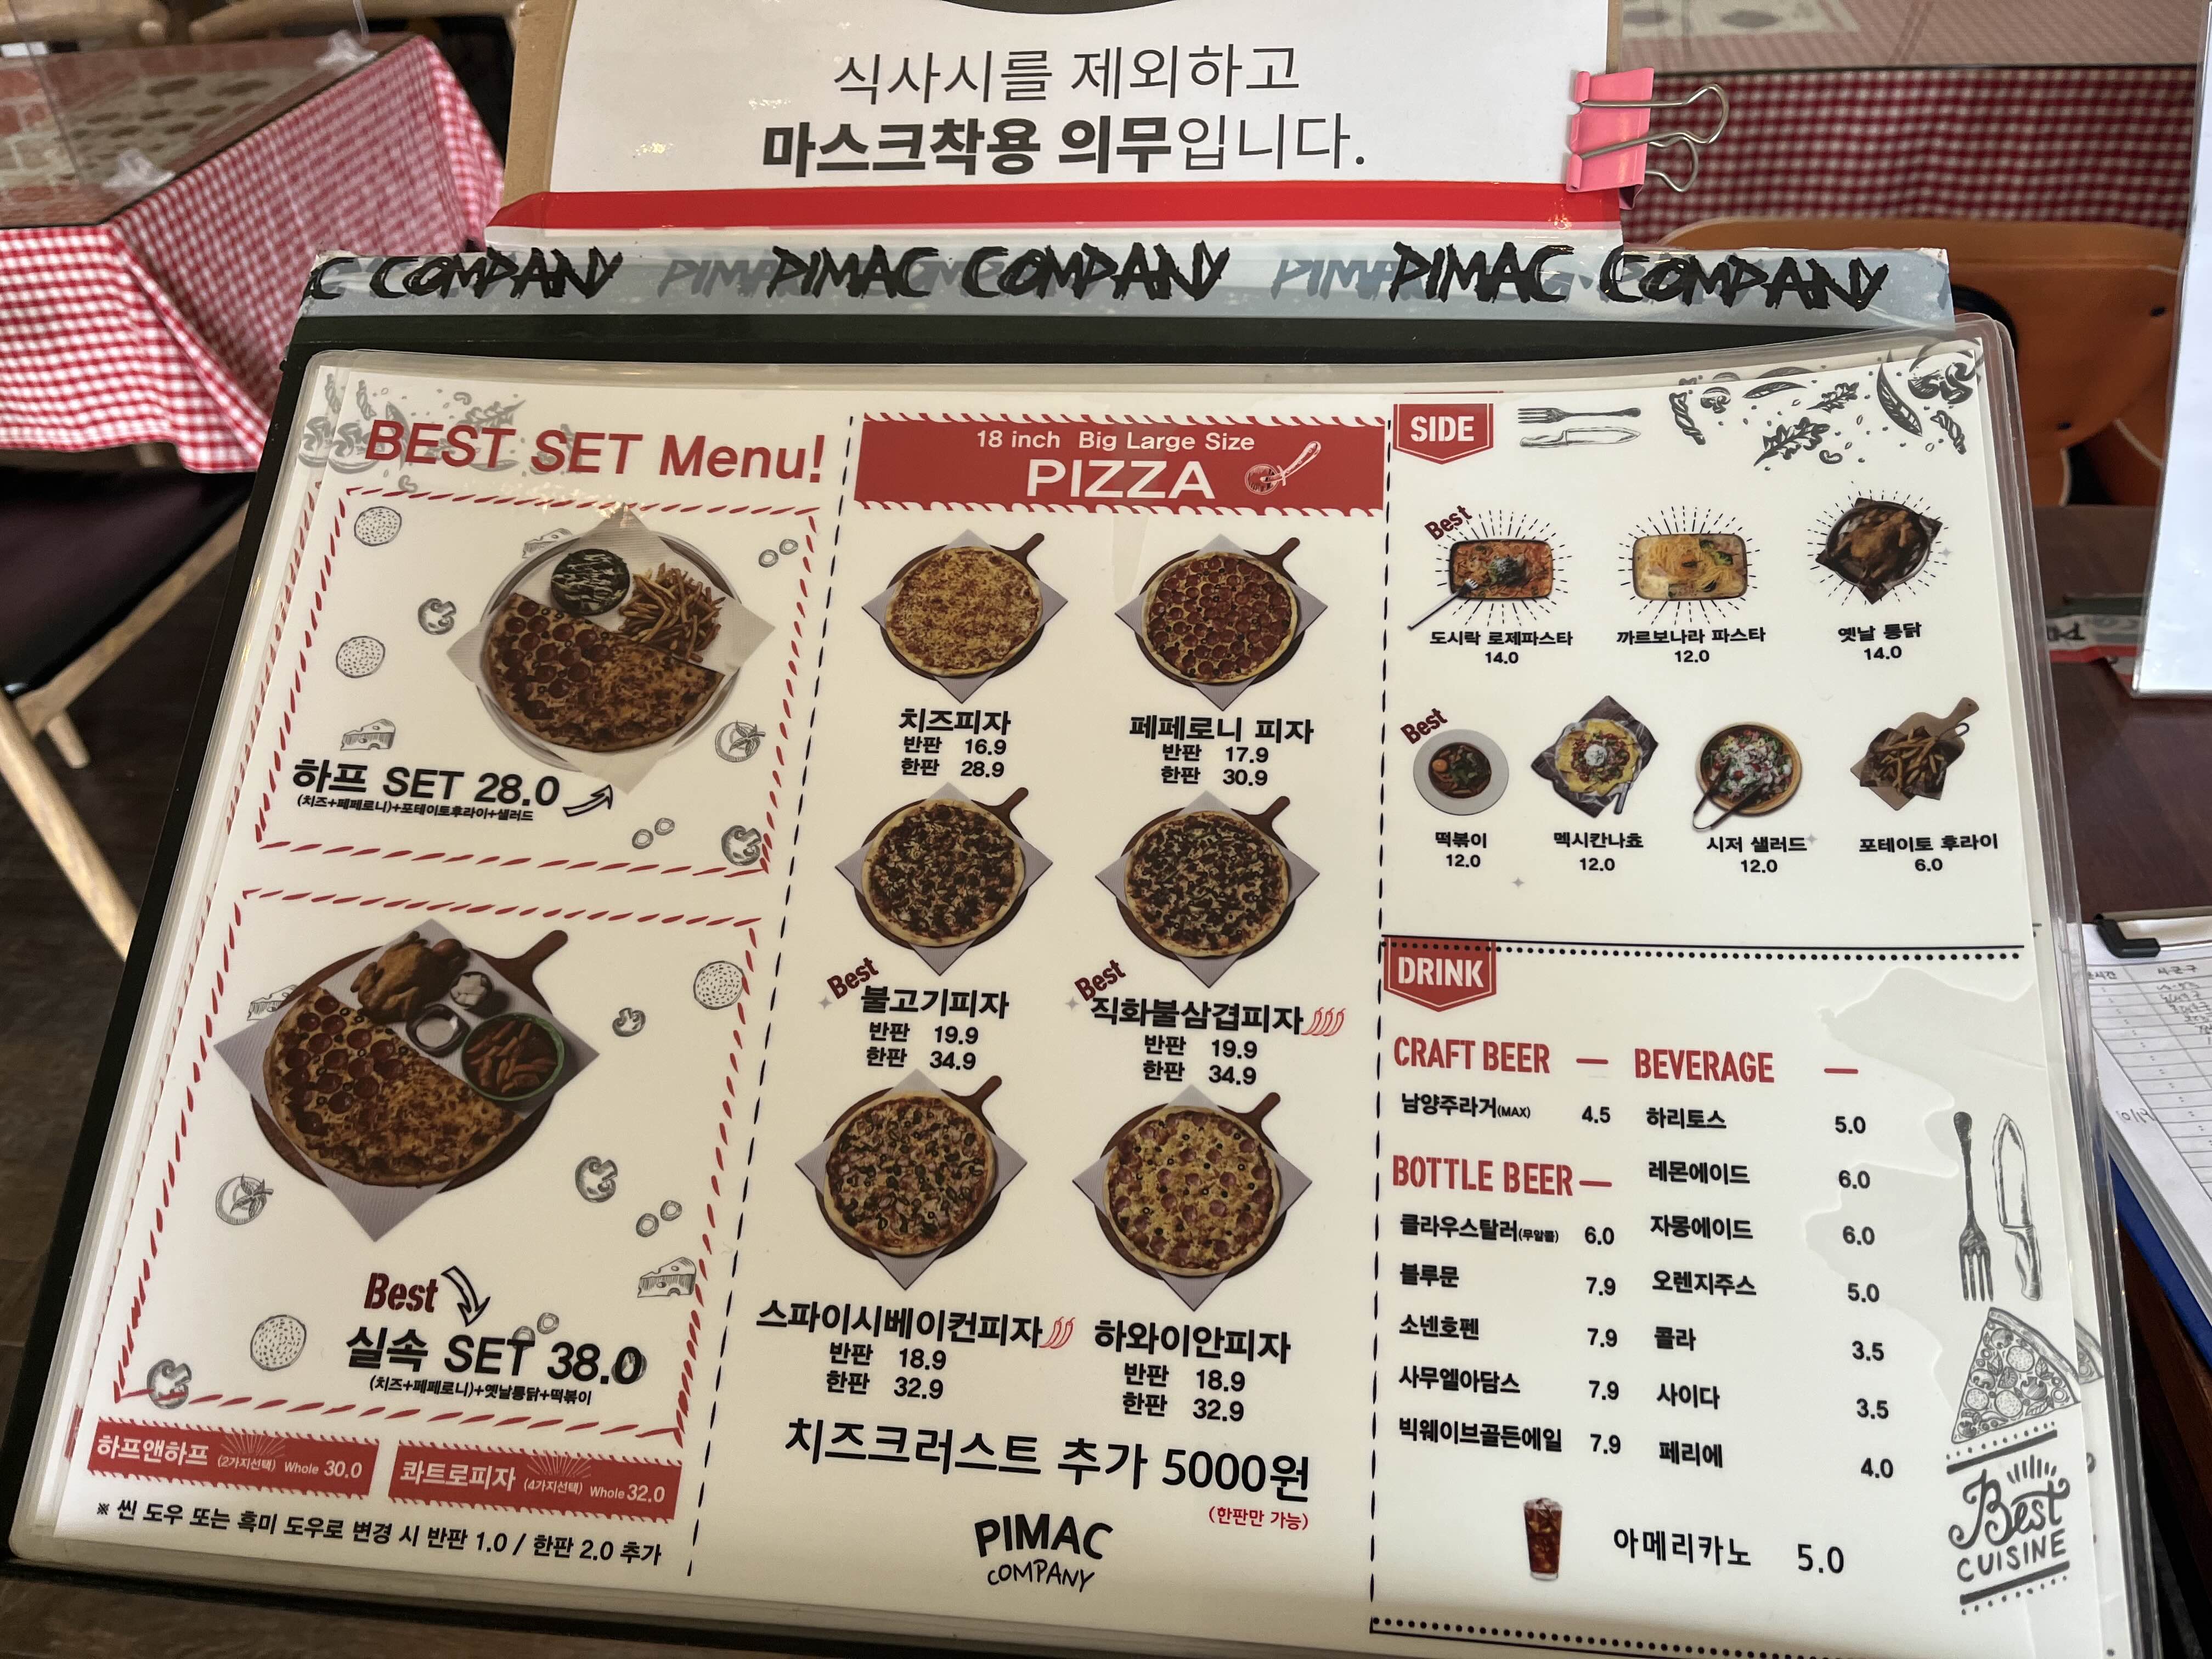 식사시를 제외하고
마스크착용 의무입니다.
C COMPANY PIMAC COMPANY PIMAC COMPANY
BEST SET Menu!
하프 SET 28.0
(치즈+페페로니)+포테이토후라이+샐러드
Best
실속 SET 38.0
(치즈+페페로니)+옛날통닭+떡볶이
하프앤하프 (2가지선택) Whole 30.0
콰트로피자 (4가지선택) Whole 32.0
※ 씬 도우 또는 흑미 도우로 변경 시 반판 1.0 / 한판 2.0 추가
18 inch Big Large Size
PIZZA
치즈피자
반판 16.9
한판 28.9
페페로니 피자
반판 17.9
한판 30.9
Best
불고기피자
반판 19.9
한판 34.9
Best
직화불삼겹피자
반판 19.9
한판 34.9
스파이시베이컨피자
반판 18.9
한판 32.9
하와이안피자
반판 18.9
한판 32.9
치즈크러스트 추가 5000원
(한판만 가능)
PIMAC
COMPANY
SIDE
Best
도시락 로제파스타
14.0
까르보나라 파스타
12.0
옛날 통닭
14.0
Best
떡볶이
12.0
멕시칸나쵸
12.0
시저 샐러드
12.0
포테이토 후라이
6.0
DRINK
CRAFT BEER
남양주라거(MAX) 4.5
BOTTLE BEER
클라우스탈러(무알콜) 6.0
블루문 7.9
소넨호펜 7.9
사무엘아담스 7.9
빅웨이브골든에일 7.9
BEVERAGE
하리토스 5.0
레몬에이드 6.0
자몽에이드 6.0
오렌지주스 5.0
콜라 3.5
사이다 3.5
페리에 4.0
아메리카노 5.0
Best
CUISINE